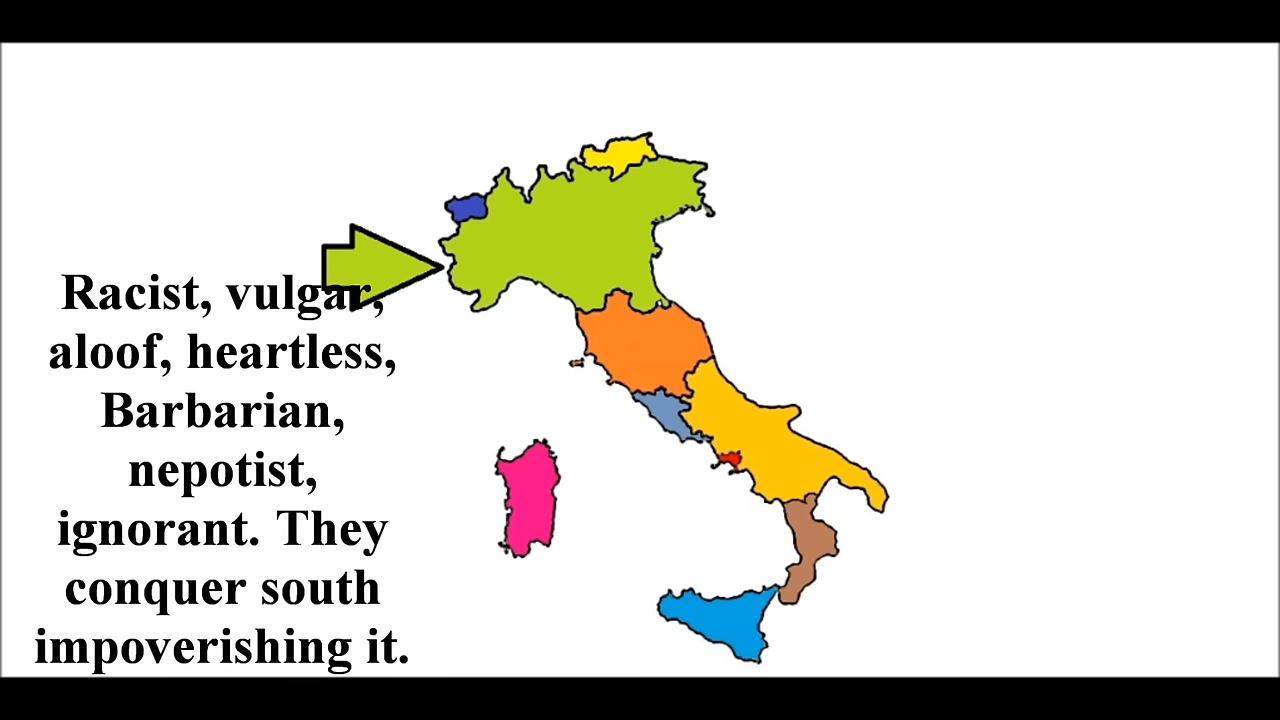 Racist, vulgar,
aloof, heartless,
Barbarian,
nepotist,
ignorant. They
conquer south
impoverishing it.